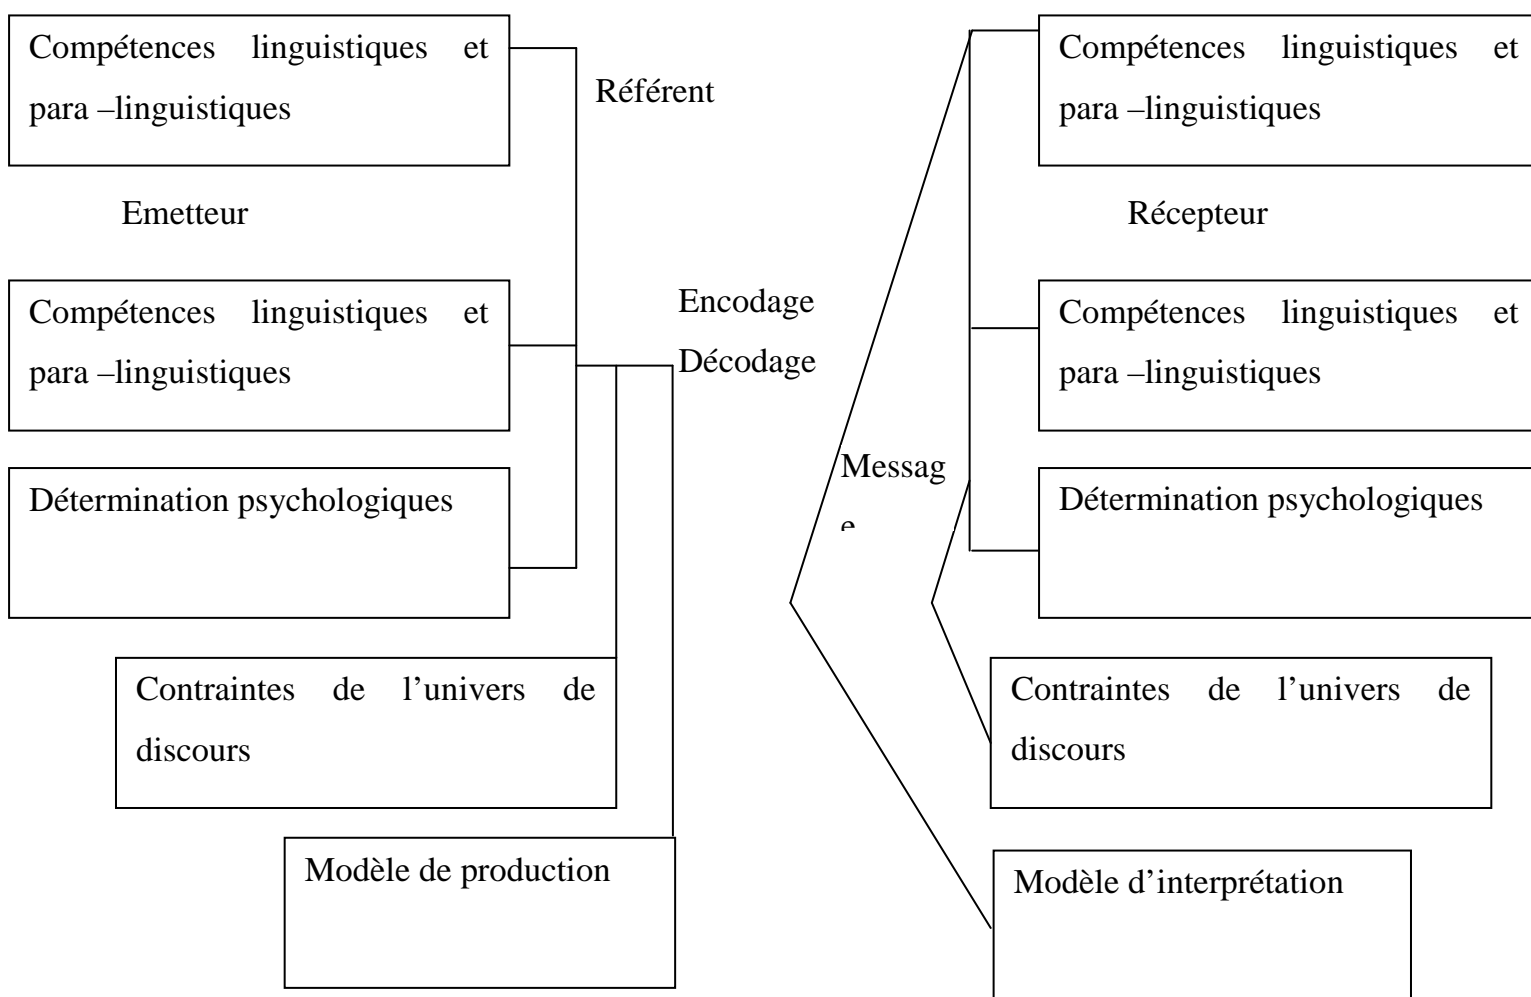 Compétences linguistiques et
para –linguistiques
Référent
Compétences linguistiques et
para –linguistiques
Emetteur
Récepteur
Compétences linguistiques et
para –linguistiques
Encodage
Décodage
Compétences linguistiques et
para –linguistiques
Détermination psychologiques
Messag
e
Détermination psychologiques
Contraintes de l’univers de
discours
Contraintes de l’univers de
discours
Modèle de production
Modèle d’interprétation